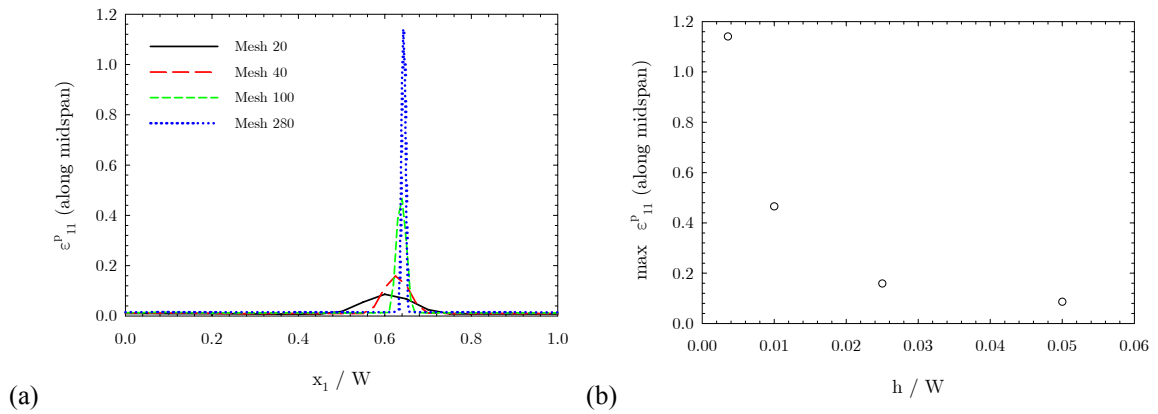 1.2
1.0
0.8
0.6
0.4
0.2
0.0
ε^p_11 (along midspan)
Mesh 20
Mesh 40
Mesh 100
Mesh 280
0.0 0.2 0.4 0.6 0.8 1.0
x_1 / W
(a)
1.2
1.0
0.8
0.6
0.4
0.2
0.0
max ε^p_11 (along midspan)
0.00 0.01 0.02 0.03 0.04 0.05 0.06
h / W
(b)